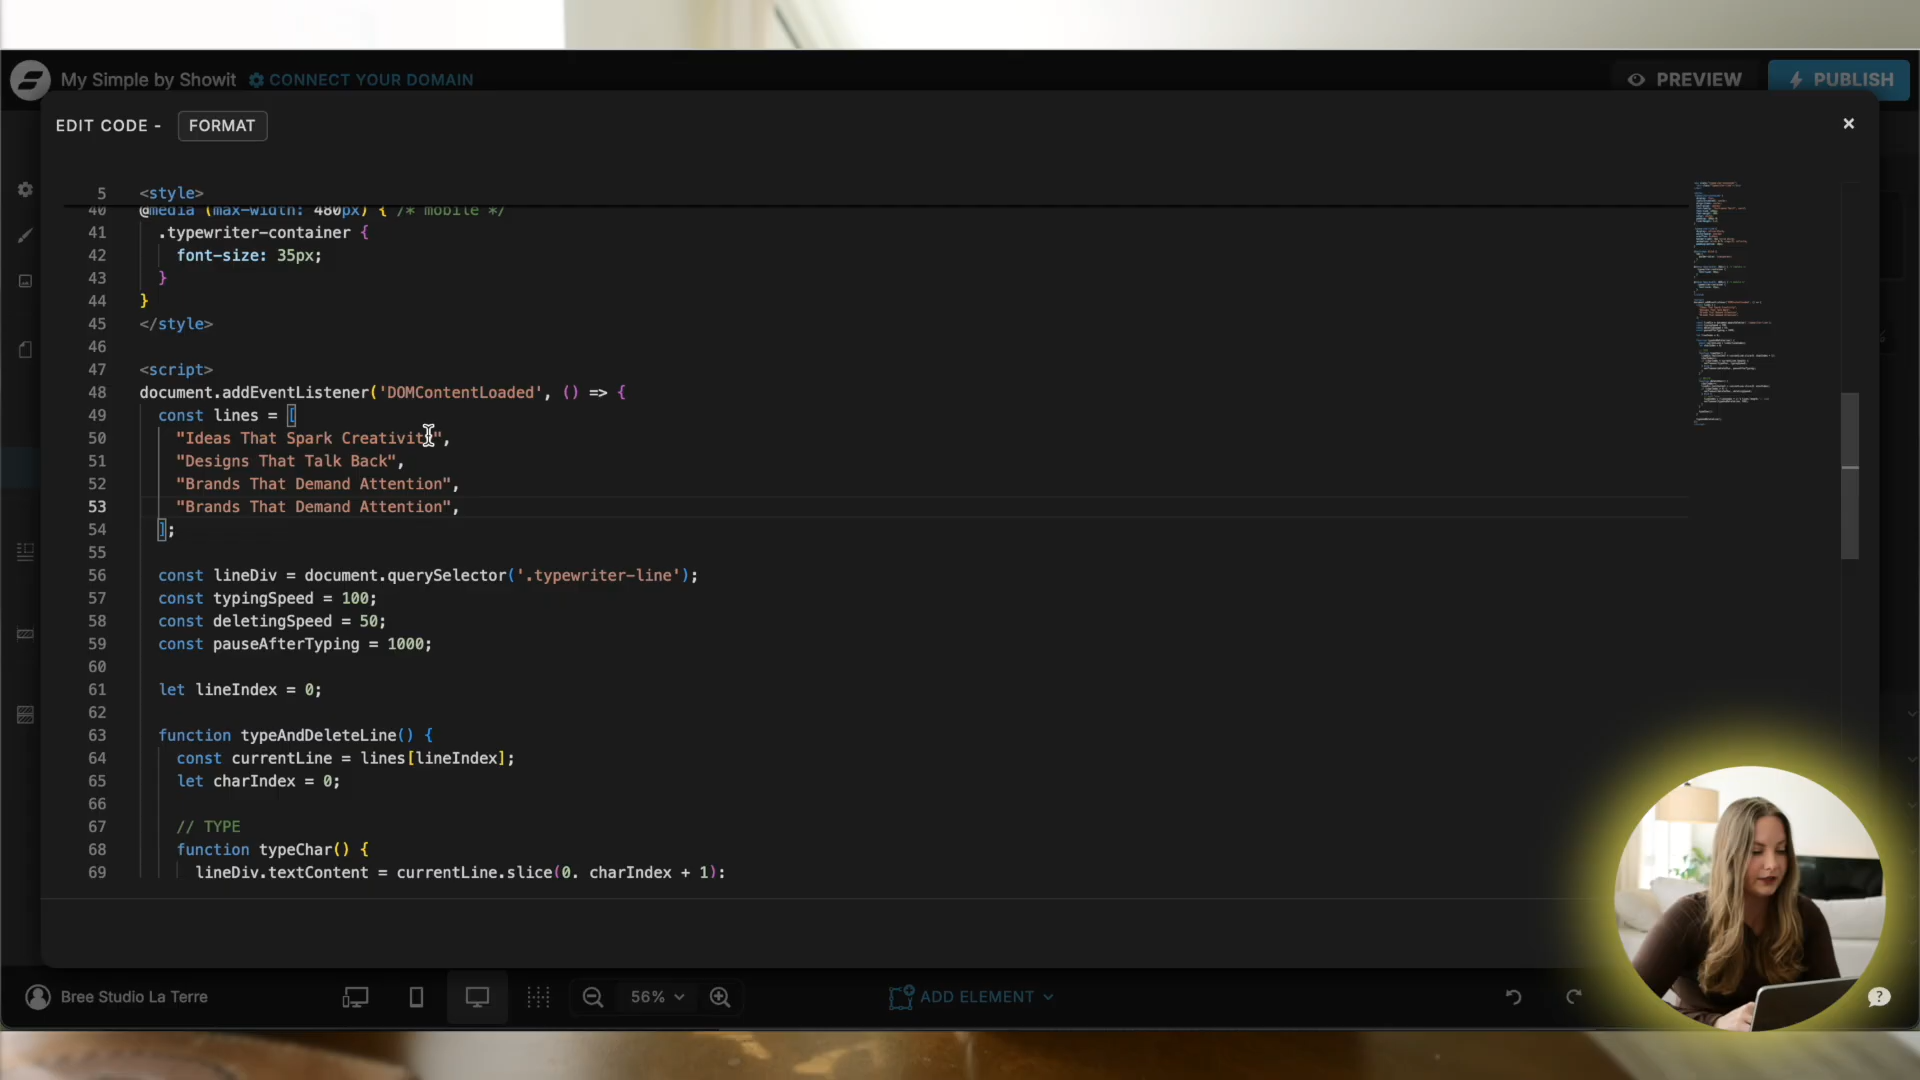 My Simple by Showit CONNECT YOUR DOMAIN PREVIEW PUBLISH
EDIT CODE - FORMAT ×
5 <style>
40 @media (max-width: 480px) { /* mobile */
41 .typewriter-container {
42 font-size: 35px;
43 }
44 }
45 </style>
46
47 <script>
48 document.addEventListener('DOMContentLoaded', () => {
49 const lines = [
50 "Ideas That Spark Creativity",
51 "Designs That Talk Back",
52 "Brands That Demand Attention",
53 "Brands That Demand Attention",
54 ];
55
56 const lineDiv = document.querySelector('.typewriter-line');
57 const typingSpeed = 100;
58 const deletingSpeed = 50;
59 const pauseAfterTyping = 1000;
60
61 let lineIndex = 0;
62
63 function typeAndDeleteLine() {
64 const currentLine = lines[lineIndex];
65 let charIndex = 0;
66
67 // TYPE
68 function typeChar() {
69 lineDiv.textContent = currentLine.slice(0, charIndex + 1);
Bree Studio La Terre 56% ADD ELEMENT ?